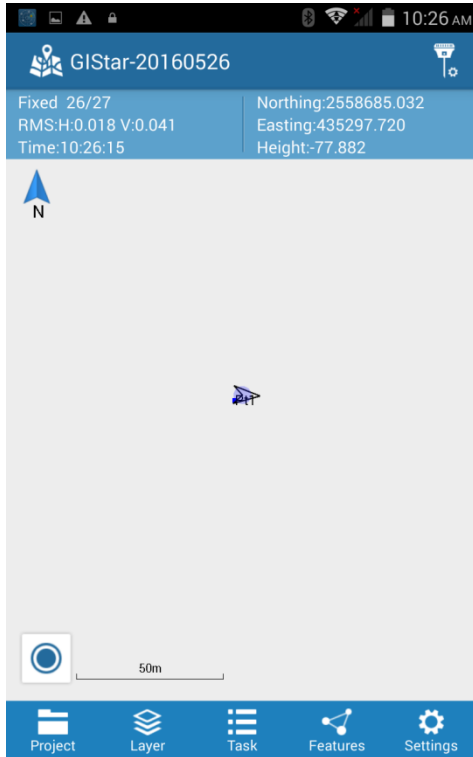 10:26 AM
GIStar-20160526
Fixed 26/27
RMS:H:0.018 V:0.041
Time:10:26:15
Northing:2558685.032
Easting:435297.720
Height:-77.882
N
Pt1
50m
Project
Layer
Task
Features
Settings